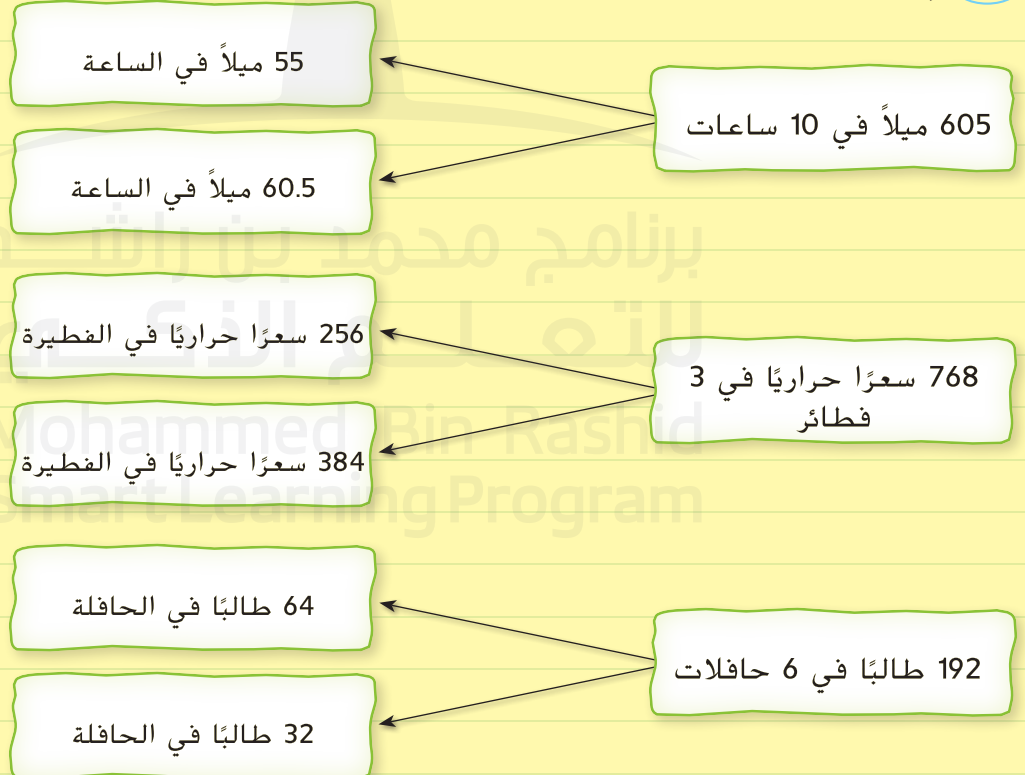 605 ميلاً في 10 ساعات
55 ميلاً في الساعة
60.5 ميلاً في الساعة
768 سعرًا حراريًا في 3
فطائر
256 سعرًا حراريًا في الفطيرة
384 سعرًا حراريًا في الفطيرة
192 طالبًا في 6 حافلات
64 طالبًا في الحافلة
32 طالبًا في الحافلة
برنامج محمد بن
للتعلم الذكي
Mohammed Bin Rashid
Smart Learning Program